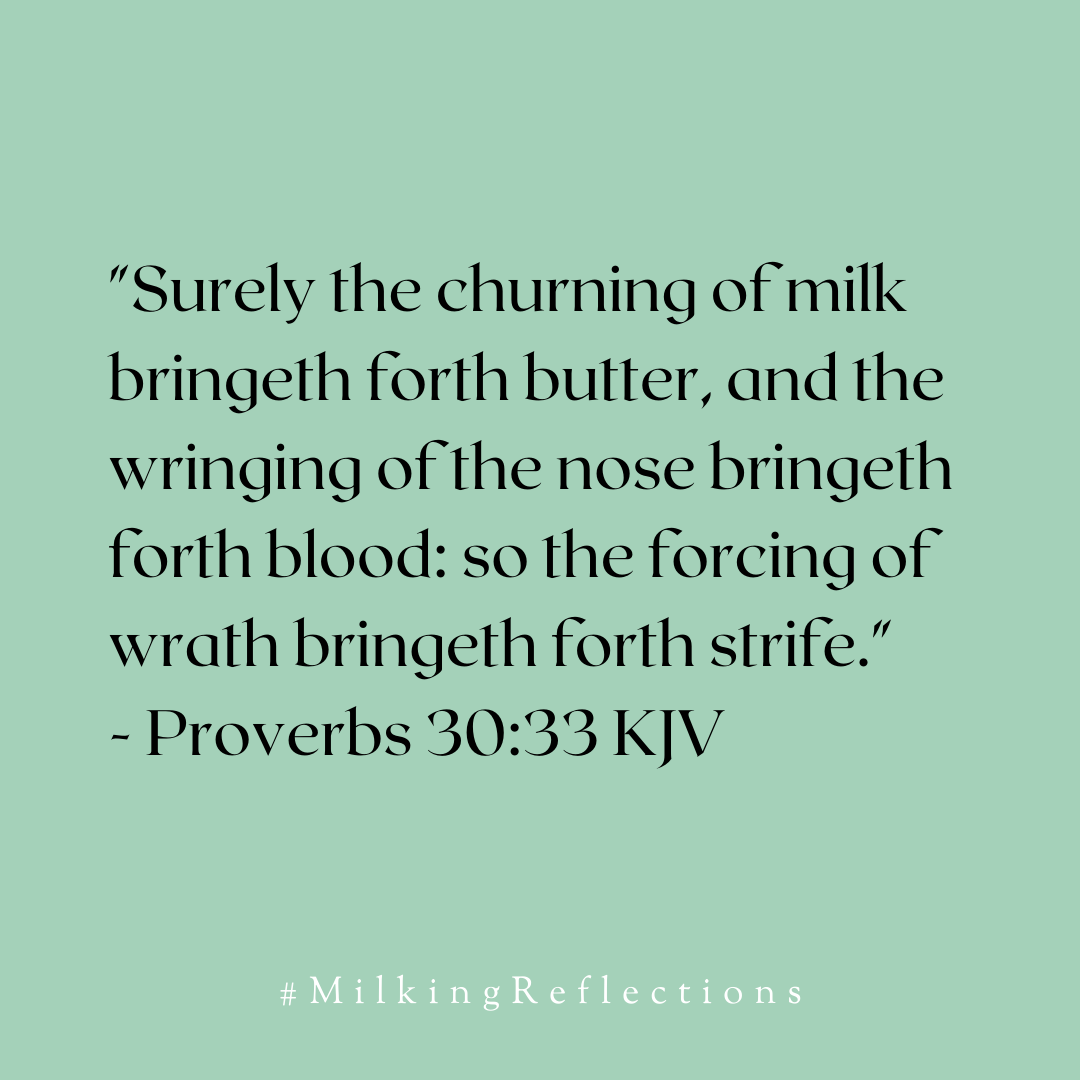 "Surely the churning of milk
bringeth forth butter, and the
wringing of the nose bringeth
forth blood: so the forcing of
wrath bringeth forth strife."
- Proverbs 30:33 KJV
#MilkingReflections